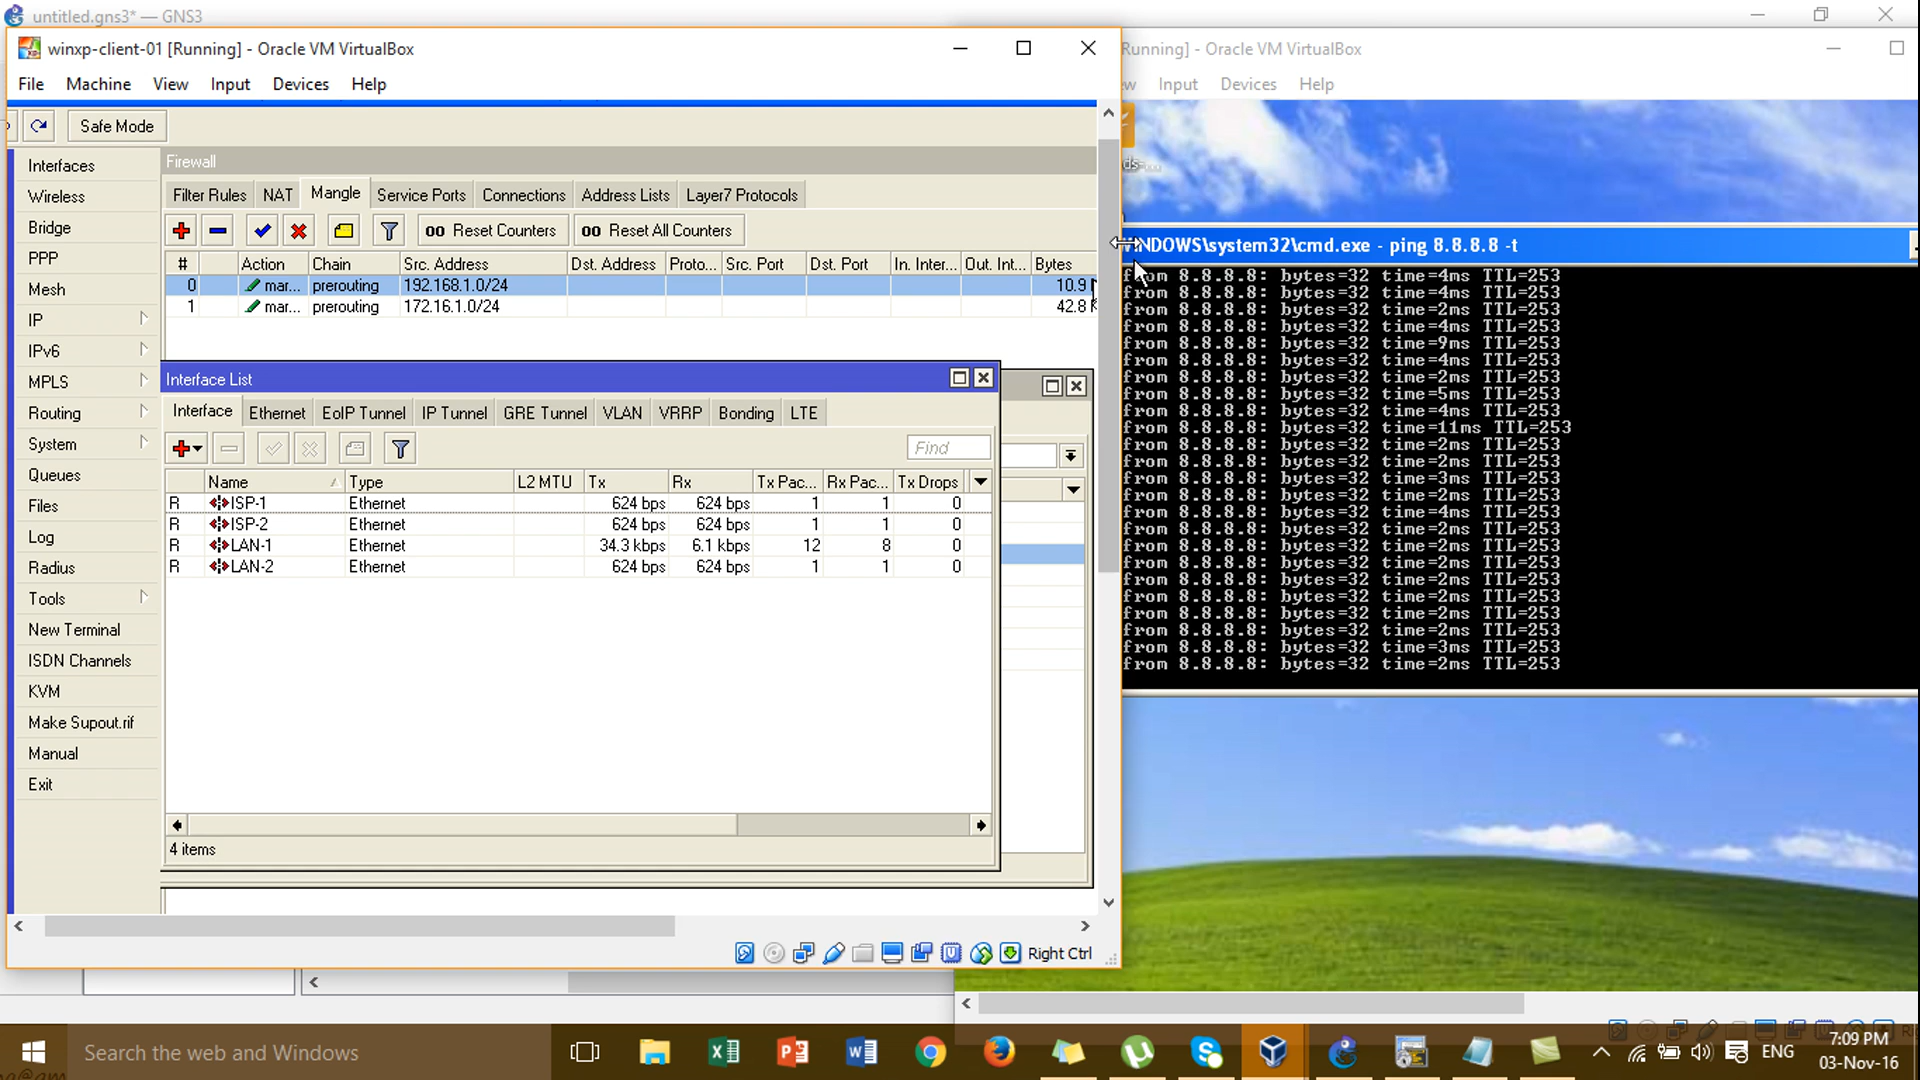 untitled.gns3* — GNS3
winxp-client-01 [Running] - Oracle VM VirtualBox
File Machine View Input Devices Help
Safe Mode
Interfaces
Wireless
Bridge
PPP
Mesh
IP
IPv6
MPLS
Routing
System
Queues
Files
Log
Radius
Tools
New Terminal
ISDN Channels
KVM
Make Supout.rif
Manual
Exit
Firewall
Filter Rules NAT Mangle Service Ports Connections Address Lists Layer7 Protocols
00 Reset Counters 00 Reset All Counters
# Action Chain Src. Address Dst. Address Proto... Src. Port Dst. Port In. Inter... Out. Int... Bytes
0 mar... prerouting 192.168.1.0/24 10.9
1 mar... prerouting 172.16.1.0/24 42.8
Interface List
Interface Ethernet EoIP Tunnel IP Tunnel GRE Tunnel VLAN VRRP Bonding LTE
Find
Name Type L2 MTU Tx Rx Tx Pac... Rx Pac... Tx Drops
R ISP-1 Ethernet 624 bps 624 bps 1 1 0
R ISP-2 Ethernet 624 bps 624 bps 1 1 0
R LAN-1 Ethernet 34.3 kbps 6.1 kbps 12 8 0
R LAN-2 Ethernet 624 bps 624 bps 1 1 0
4 items
Right Ctrl
Running] - Oracle VM VirtualBox
Input Devices Help
INDOWS\system32\cmd.exe - ping 8.8.8.8 -t
from 8.8.8.8: bytes=32 time=4ms TTL=253
from 8.8.8.8: bytes=32 time=4ms TTL=253
from 8.8.8.8: bytes=32 time=2ms TTL=253
from 8.8.8.8: bytes=32 time=4ms TTL=253
from 8.8.8.8: bytes=32 time=9ms TTL=253
from 8.8.8.8: bytes=32 time=4ms TTL=253
from 8.8.8.8: bytes=32 time=2ms TTL=253
from 8.8.8.8: bytes=32 time=5ms TTL=253
from 8.8.8.8: bytes=32 time=4ms TTL=253
from 8.8.8.8: bytes=32 time=11ms TTL=253
from 8.8.8.8: bytes=32 time=2ms TTL=253
from 8.8.8.8: bytes=32 time=2ms TTL=253
from 8.8.8.8: bytes=32 time=3ms TTL=253
from 8.8.8.8: bytes=32 time=2ms TTL=253
from 8.8.8.8: bytes=32 time=4ms TTL=253
from 8.8.8.8: bytes=32 time=2ms TTL=253
from 8.8.8.8: bytes=32 time=2ms TTL=253
from 8.8.8.8: bytes=32 time=2ms TTL=253
from 8.8.8.8: bytes=32 time=2ms TTL=253
from 8.8.8.8: bytes=32 time=2ms TTL=253
from 8.8.8.8: bytes=32 time=2ms TTL=253
from 8.8.8.8: bytes=32 time=2ms TTL=253
from 8.8.8.8: bytes=32 time=3ms TTL=253
from 8.8.8.8: bytes=32 time=2ms TTL=253
Search the web and Windows
ENG
7:09 PM
03-Nov-16